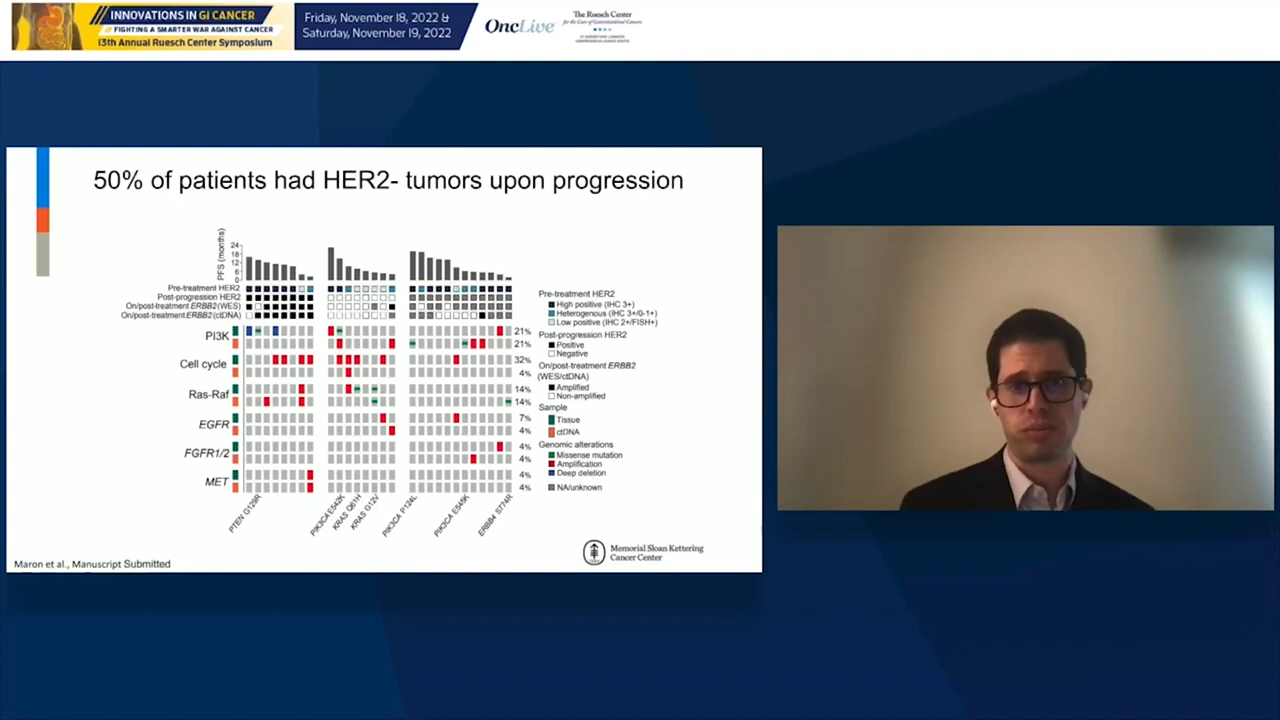 INNOVATIONS IN GI CANCER
FIGHTING A SMARTER WAR AGAINST CANCER
13th Annual Ruesch Center Symposium
Friday, November 18, 2022 &
Saturday, November 19, 2022
OncLive
The Ruesch Center
for the Cure of Gastrointestinal Cancers
50% of patients had HER2- tumors upon progression
PFS (months)
24
18
12
6
0
Pre-treatment HER2
Post-progression HER2
On/post-treatment ERBB2 (WES)
On/post-treatment ERBB2 (ctDNA)
PI3K
21%
21%
Cell cycle
32%
4%
Ras-Raf
14%
14%
EGFR
7%
4%
FGFR1/2
4%
4%
MET
4%
4%
PTEN G129R
PIK3CA E542K
KRAS Q61H
KRAS G12V
PIK3CA P124L
PIK3CA E545K
ERBB4 S774R
Pre-treatment HER2
High positive (IHC 3+)
Heterogenous (IHC 3+/0-1+)
Low positive (IHC 2+/FISH+)
Post-progression HER2
Positive
Negative
On/post-treatment ERBB2
(WES/ctDNA)
Amplified
Non-amplified
Sample
Tissue
ctDNA
Genomic alterations
Missense mutation
Amplification
Deep deletion
NA/unknown
Maron et al., Manuscript Submitted
Memorial Sloan Kettering
Cancer Center